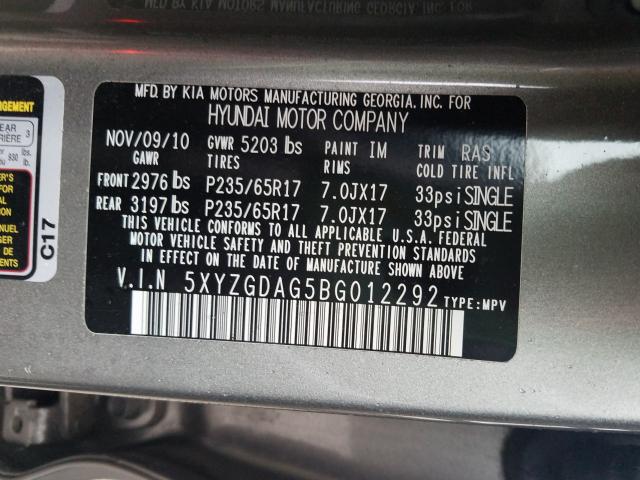 MFD. BY KIA MOTORS MANUFACTURING GEORGIA. INC. FOR
HYUNDAI MOTOR COMPANY
NOV/09/10 GVWR 5203 lbs PAINT IM TRIM RAS
GAWR TIRES RIMS COLD TIRE INFL
FRONT 2976 lbs P235/65R17 7.0JX17 33psi SINGLE
REAR 3197 lbs P235/65R17 7.0JX17 33psi SINGLE
THIS VEHICLE CONFORMS TO ALL APPLICABLE U.S.A. FEDERAL
MOTOR VEHICLE SAFETY AND THEFT PREVENTION STANDARDS
IN EFFECT ON THE DATE OF MANUFACTURE SHOWN ABOVE.
V.I.N 5XYZGDAG5BG012292 TYPE: MPV
3
lbs.
C17